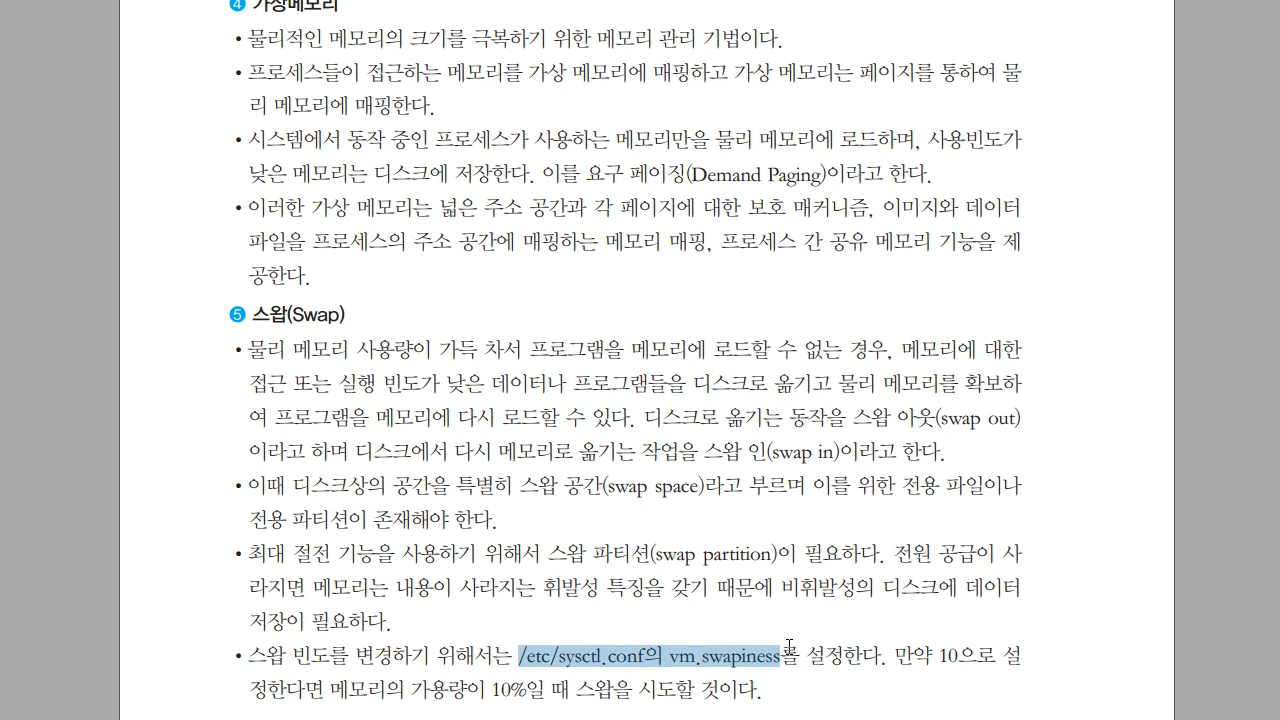 ④ 가상메모리
• 물리적인 메모리의 크기를 극복하기 위한 메모리 관리 기법이다.
• 프로세스들이 접근하는 메모리를 가상 메모리에 매핑하고 가상 메모리는 페이지를 통하여 물
리 메모리에 매핑한다.
• 시스템에서 동작 중인 프로세스가 사용하는 메모리만을 물리 메모리에 로드하며, 사용빈도가
낮은 메모리는 디스크에 저장한다. 이를 요구 페이징(Demand Paging)이라고 한다.
• 이러한 가상 메모리는 넓은 주소 공간과 각 페이지에 대한 보호 매커니즘, 이미지와 데이터
파일을 프로세스의 주소 공간에 매핑하는 메모리 매핑, 프로세스 간 공유 메모리 기능을 제
공한다.
⑤ 스왑(Swap)
• 물리 메모리 사용량이 가득 차서 프로그램을 메모리에 로드할 수 없는 경우, 메모리에 대한
접근 또는 실행 빈도가 낮은 데이터나 프로그램들을 디스크로 옮기고 물리 메모리를 확보하
여 프로그램을 메모리에 다시 로드할 수 있다. 디스크로 옮기는 동작을 스왑 아웃(swap out)
이라고 하며 디스크에서 다시 메모리로 옮기는 작업을 스왑 인(swap in)이라고 한다.
• 이때 디스크상의 공간을 특별히 스왑 공간(swap space)라고 부르며 이를 위한 전용 파일이나
전용 파티션이 존재해야 한다.
• 최대 절전 기능을 사용하기 위해서 스왑 파티션(swap partition)이 필요하다. 전원 공급이 사
라지면 메모리는 내용이 사라지는 휘발성 특징을 갖기 때문에 비휘발성의 디스크에 데이터
저장이 필요하다.
• 스왑 빈도를 변경하기 위해서는 /etc/sysctl.conf의 vm.swapiness를 설정한다. 만약 10으로 설
정한다면 메모리의 가용량이 10%일 때 스왑을 시도할 것이다.